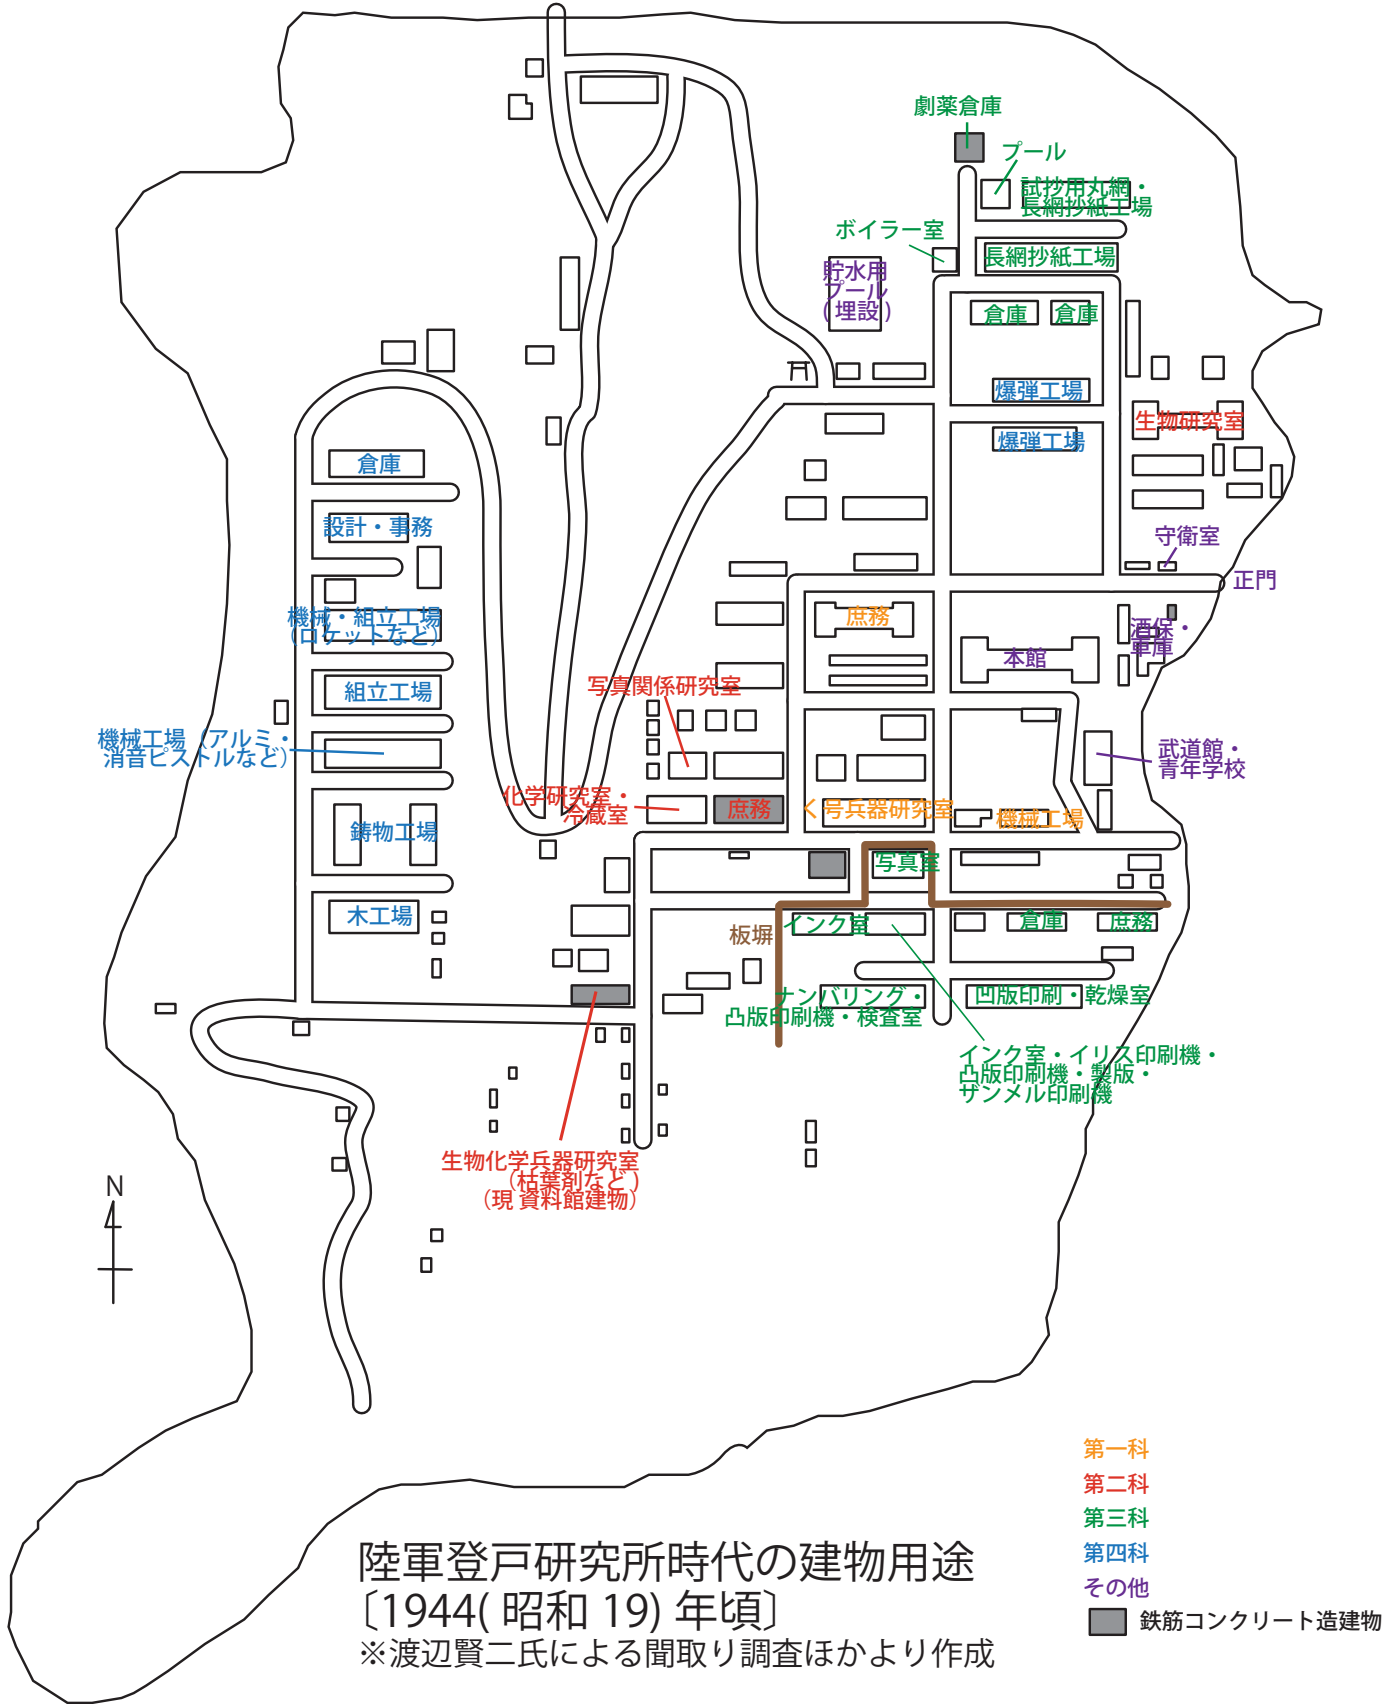 劇薬倉庫
プール
試抄用丸網・
長網抄紙工場
ボイラー室
長網抄紙工場
貯水用
プール
(埋設)
倉庫
倉庫
爆弾工場
生物研究室
爆弾工場
倉庫
設計・事務
守衛室
正門
機械・組立工場
(ロケットなど)
庶務
酒保・
車庫
本館
写真関係研究室
組立工場
機械工場(アルミ・
消音ピストルなど)
武道館・
青年学校
化学研究室・
冷蔵室
庶務
く号兵器研究室
機械工場
鋳物工場
写真室
木工場
板塀
インク室
倉庫
庶務
ナンバリング・
凸版印刷機・検査室
凹版印刷・乾燥室
インク室・イリス印刷機・
凸版印刷機・製版・
ザンメル印刷機
生物化学兵器研究室
(枯葉剤など)
(現 資料館建物)
N
第一科
第二科
第三科
第四科
その他
鉄筋コンクリート造建物
陸軍登戸研究所時代の建物用途
〔1944(昭和 19) 年頃〕
※渡辺賢二氏による聞取り調査ほかより作成